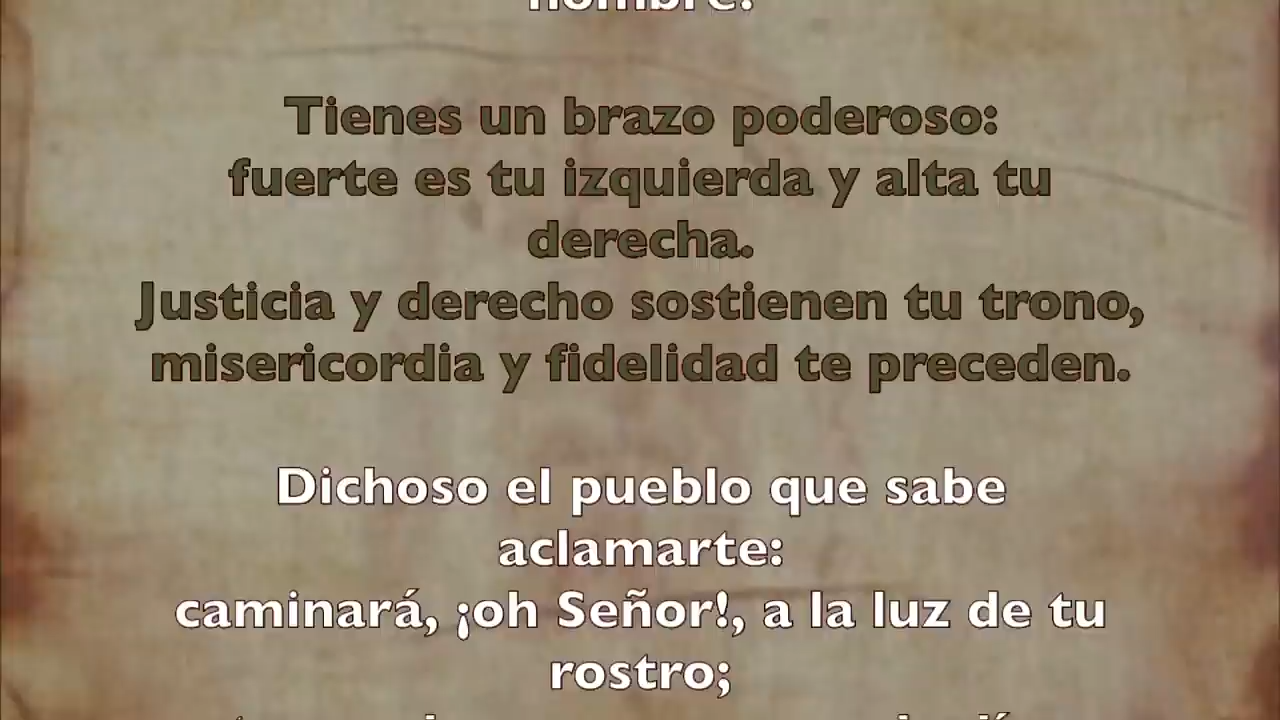 nombre.
Tienes un brazo poderoso:
fuerte es tu izquierda y alta tu
derecha.
Justicia y derecho sostienen tu trono,
misericordia y fidelidad te preceden.
Dichoso el pueblo que sabe
aclamarte:
caminará, ¡oh Señor!, a la luz de tu
rostro;